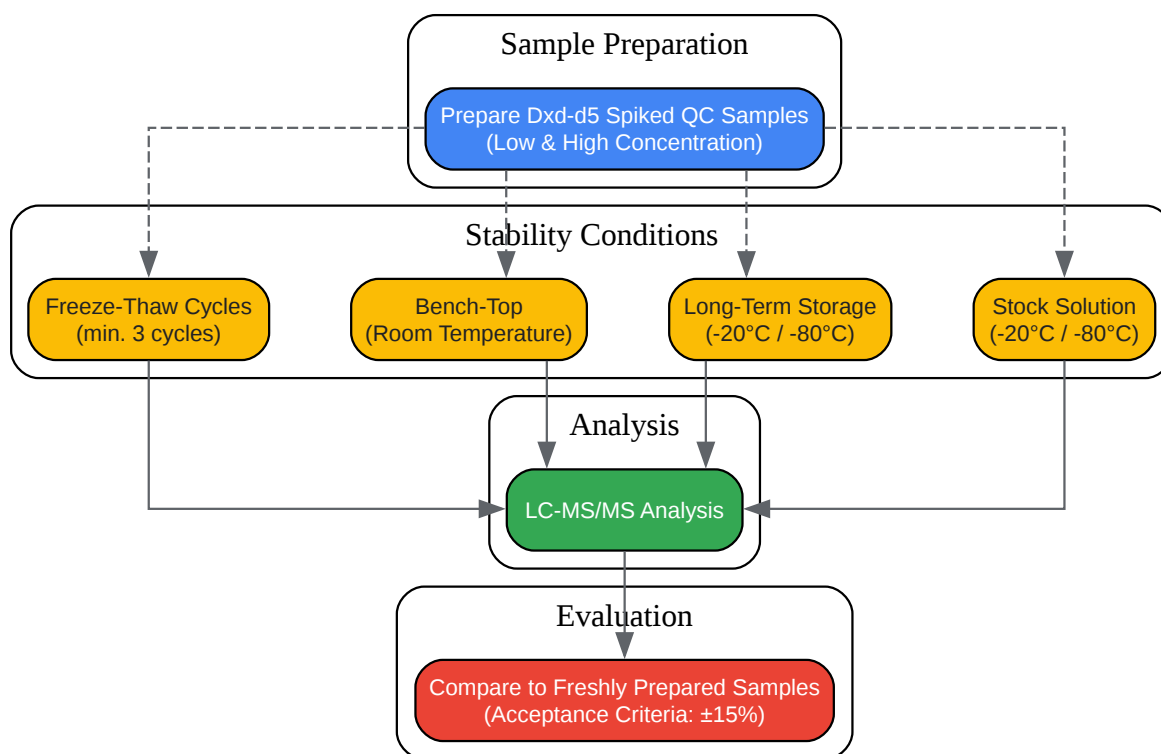 Sample Preparation
Prepare Dxd-d5 Spiked QC Samples
(Low & High Concentration)
Stability Conditions
Freeze-Thaw Cycles
(min. 3 cycles)
Bench-Top
(Room Temperature)
Long-Term Storage
(-20°C / -80°C)
Stock Solution
(-20°C / -80°C)
Analysis
LC-MS/MS Analysis
Evaluation
Compare to Freshly Prepared Samples
(Acceptance Criteria: ±15%)